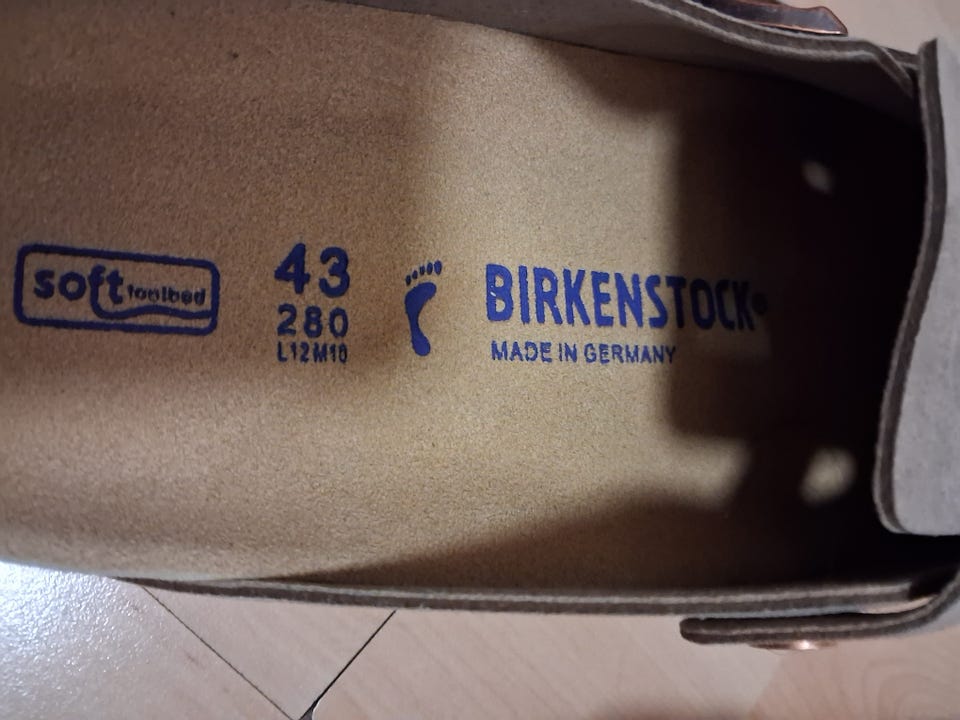 soft footbed
43
280
L12M10
BIRKENSTOCK®
MADE IN GERMANY